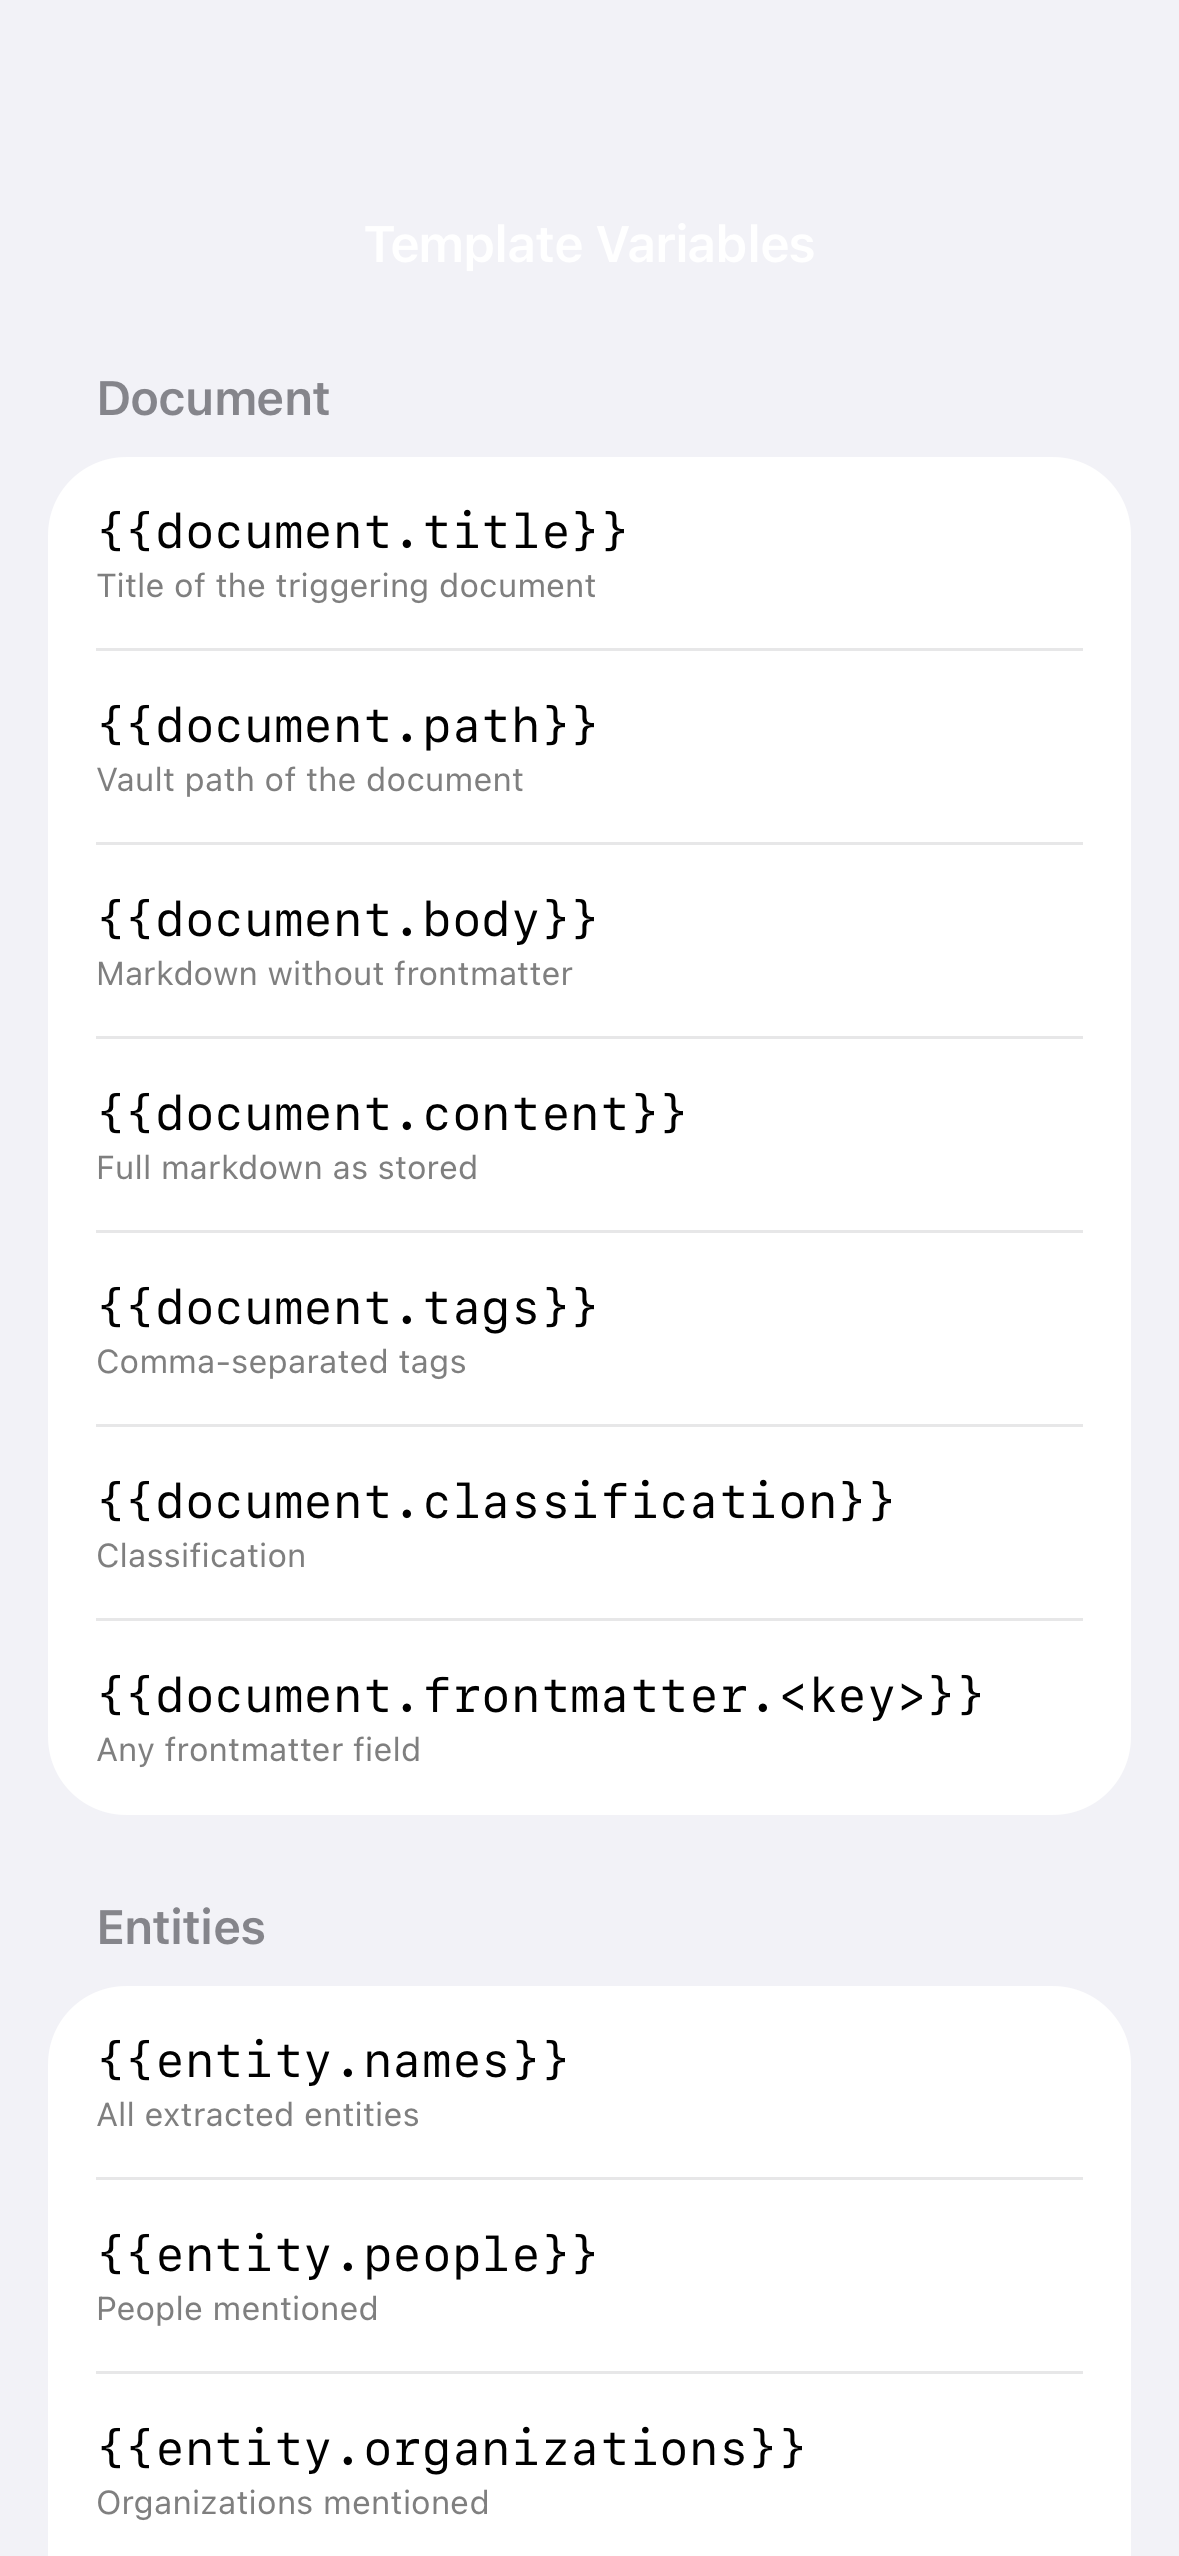 Template Variables
Document
{{document.title}}
Title of the triggering document
{{document.path}}
Vault path of the document
{{document.body}}
Markdown without frontmatter
{{document.content}}
Full markdown as stored
{{document.tags}}
Comma-separated tags
{{document.classification}}
Classification
{{document.frontmatter.<key>}}
Any frontmatter field
Entities
{{entity.names}}
All extracted entities
{{entity.people}}
People mentioned
{{entity.organizations}}
Organizations mentioned